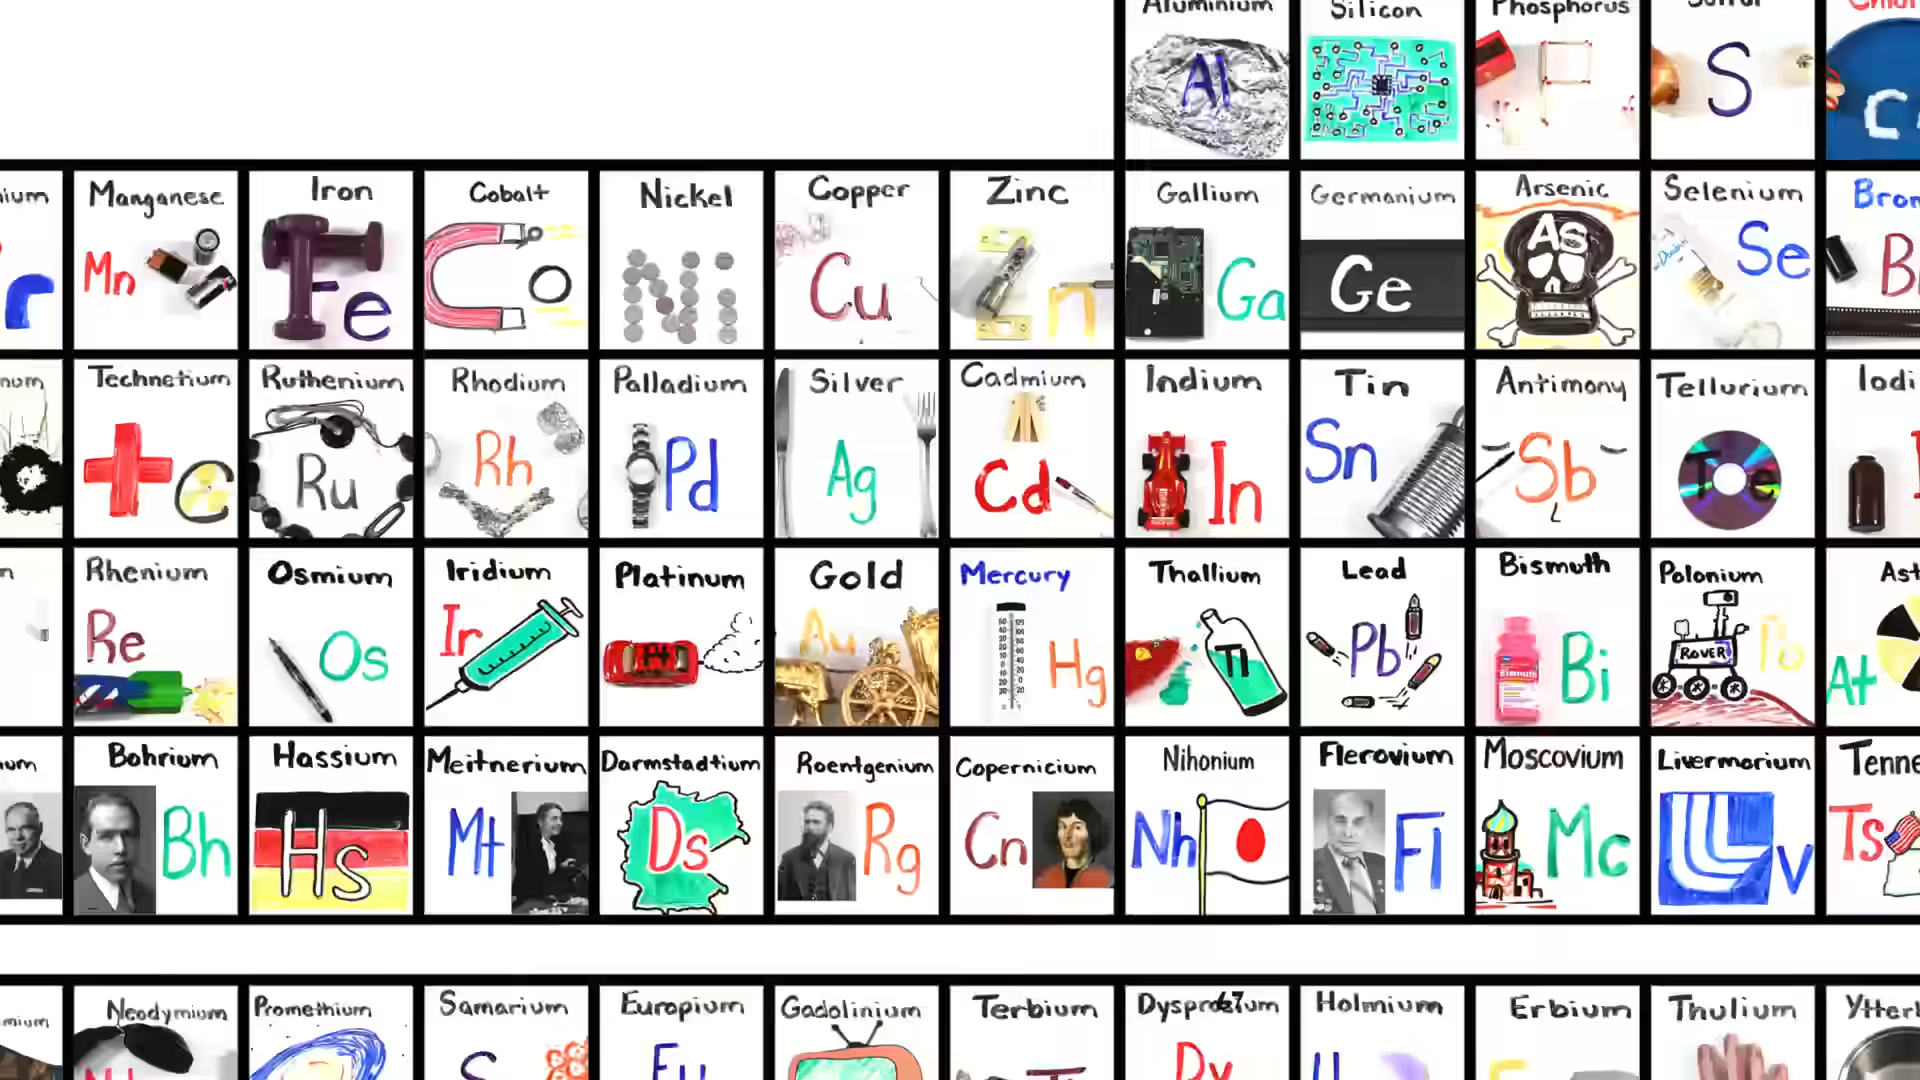 Aluminium Silicon Phosphorus
Al S
Manganese Iron Cobalt Nickel Copper Zinc Gallium Germanium Arsenic Selenium
Mn Fe Co Ni Cu Zn Ga Ge As Se
Technetium Ruthenium Rhodium Palladium Silver Cadmium Indium Tin Antimony Tellurium
Tc Ru Rh Pd Ag Cd In Sn Sb Te
Rhenium Osmium Iridium Platinum Gold Mercury Thallium Lead Bismuth Polonium
Re Os Ir Au Hg Tl Pb Bismuth Bi ROVER Po At
Bohrium Hassium Meitnerium Darmstadtium Roentgenium Copernicium Nihonium Flerovium Moscovium Livermorium
Bh Hs Mt Ds Rg Cn Nh Fl Mc Lv Ts
Neodymium Promethium Samarium Europium Gadolinium Terbium Holmium Erbium Thulium
Eu Dy